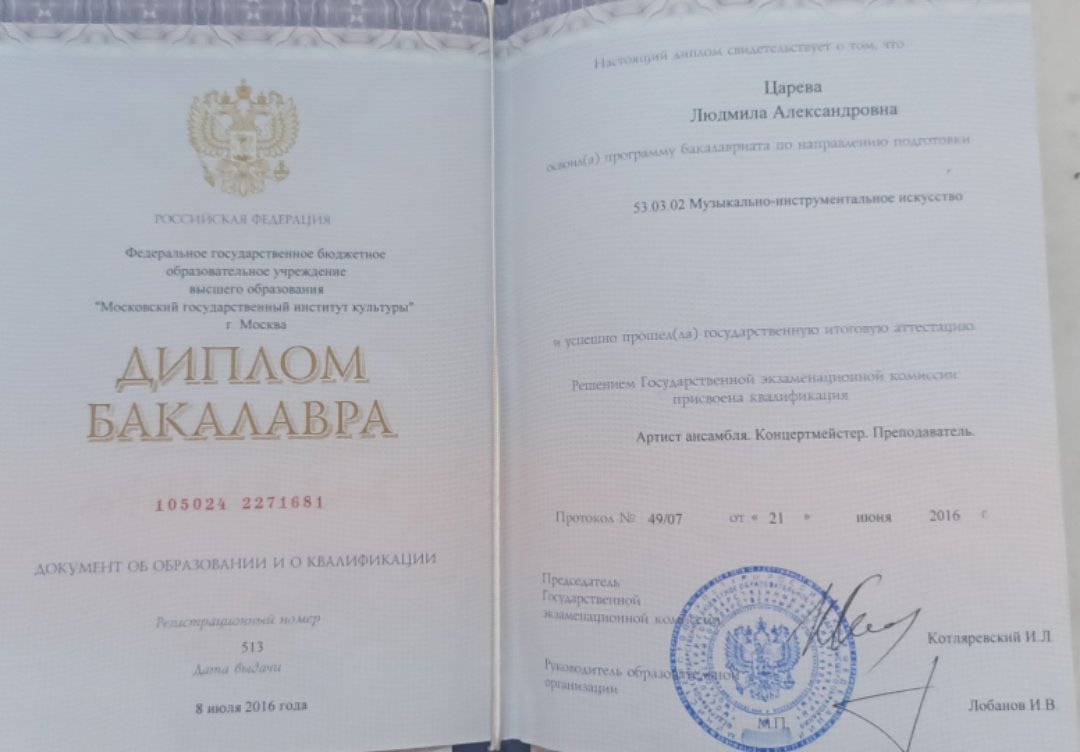 РОССИЙСКАЯ ФЕДЕРАЦИЯ
Федеральное государственное бюджетное
образовательное учреждение
высшего образования
"Московский государственный институт культуры"
г. Москва
ДИПЛОМ
БАКАЛАВРА
105024 2271681
ДОКУМЕНТ ОБ ОБРАЗОВАНИИ И О КВАЛИФИКАЦИИ
Регистрационный номер
513
Дата выдачи
8 июля 2016 года
Настоящий диплом свидетельствует о том, что
Царева
Людмила Александровна
освоил(а) программу бакалавриата по направлению подготовки
53.03.02 Музыкально-инструментальное искусство
и успешно прошел(ла) государственную итоговую аттестацию
Решением Государственной экзаменационной комиссии
присвоена квалификация
Артист ансамбля. Концертмейстер. Преподаватель.
Протокол № 49/07 от « 21 » июня 2016 г.
Председатель
Государственной
экзаменационной комиссии
Котляревский И.Л.
Руководитель образовательной
организации
Лобанов И.В.
М.П.